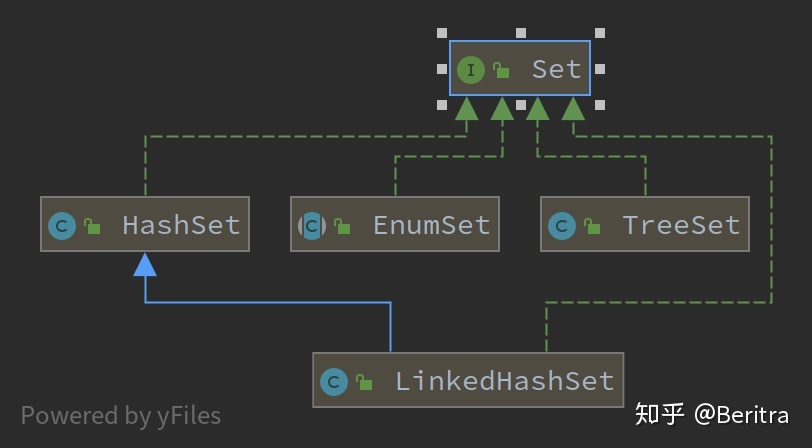 I Set
C HashSet
C EnumSet
C TreeSet
C LinkedHashSet
Powered by yFiles
知乎 @Beritra